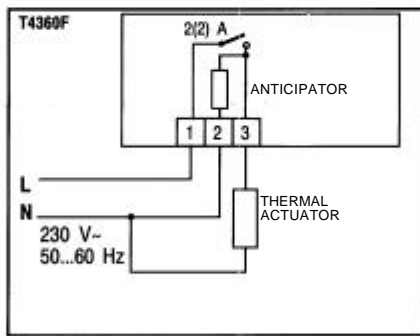 T4360F
2(2) A
ANTICIPATOR
1 2 3
L
N
THERMAL
ACTUATOR
230 V~
50...60 Hz